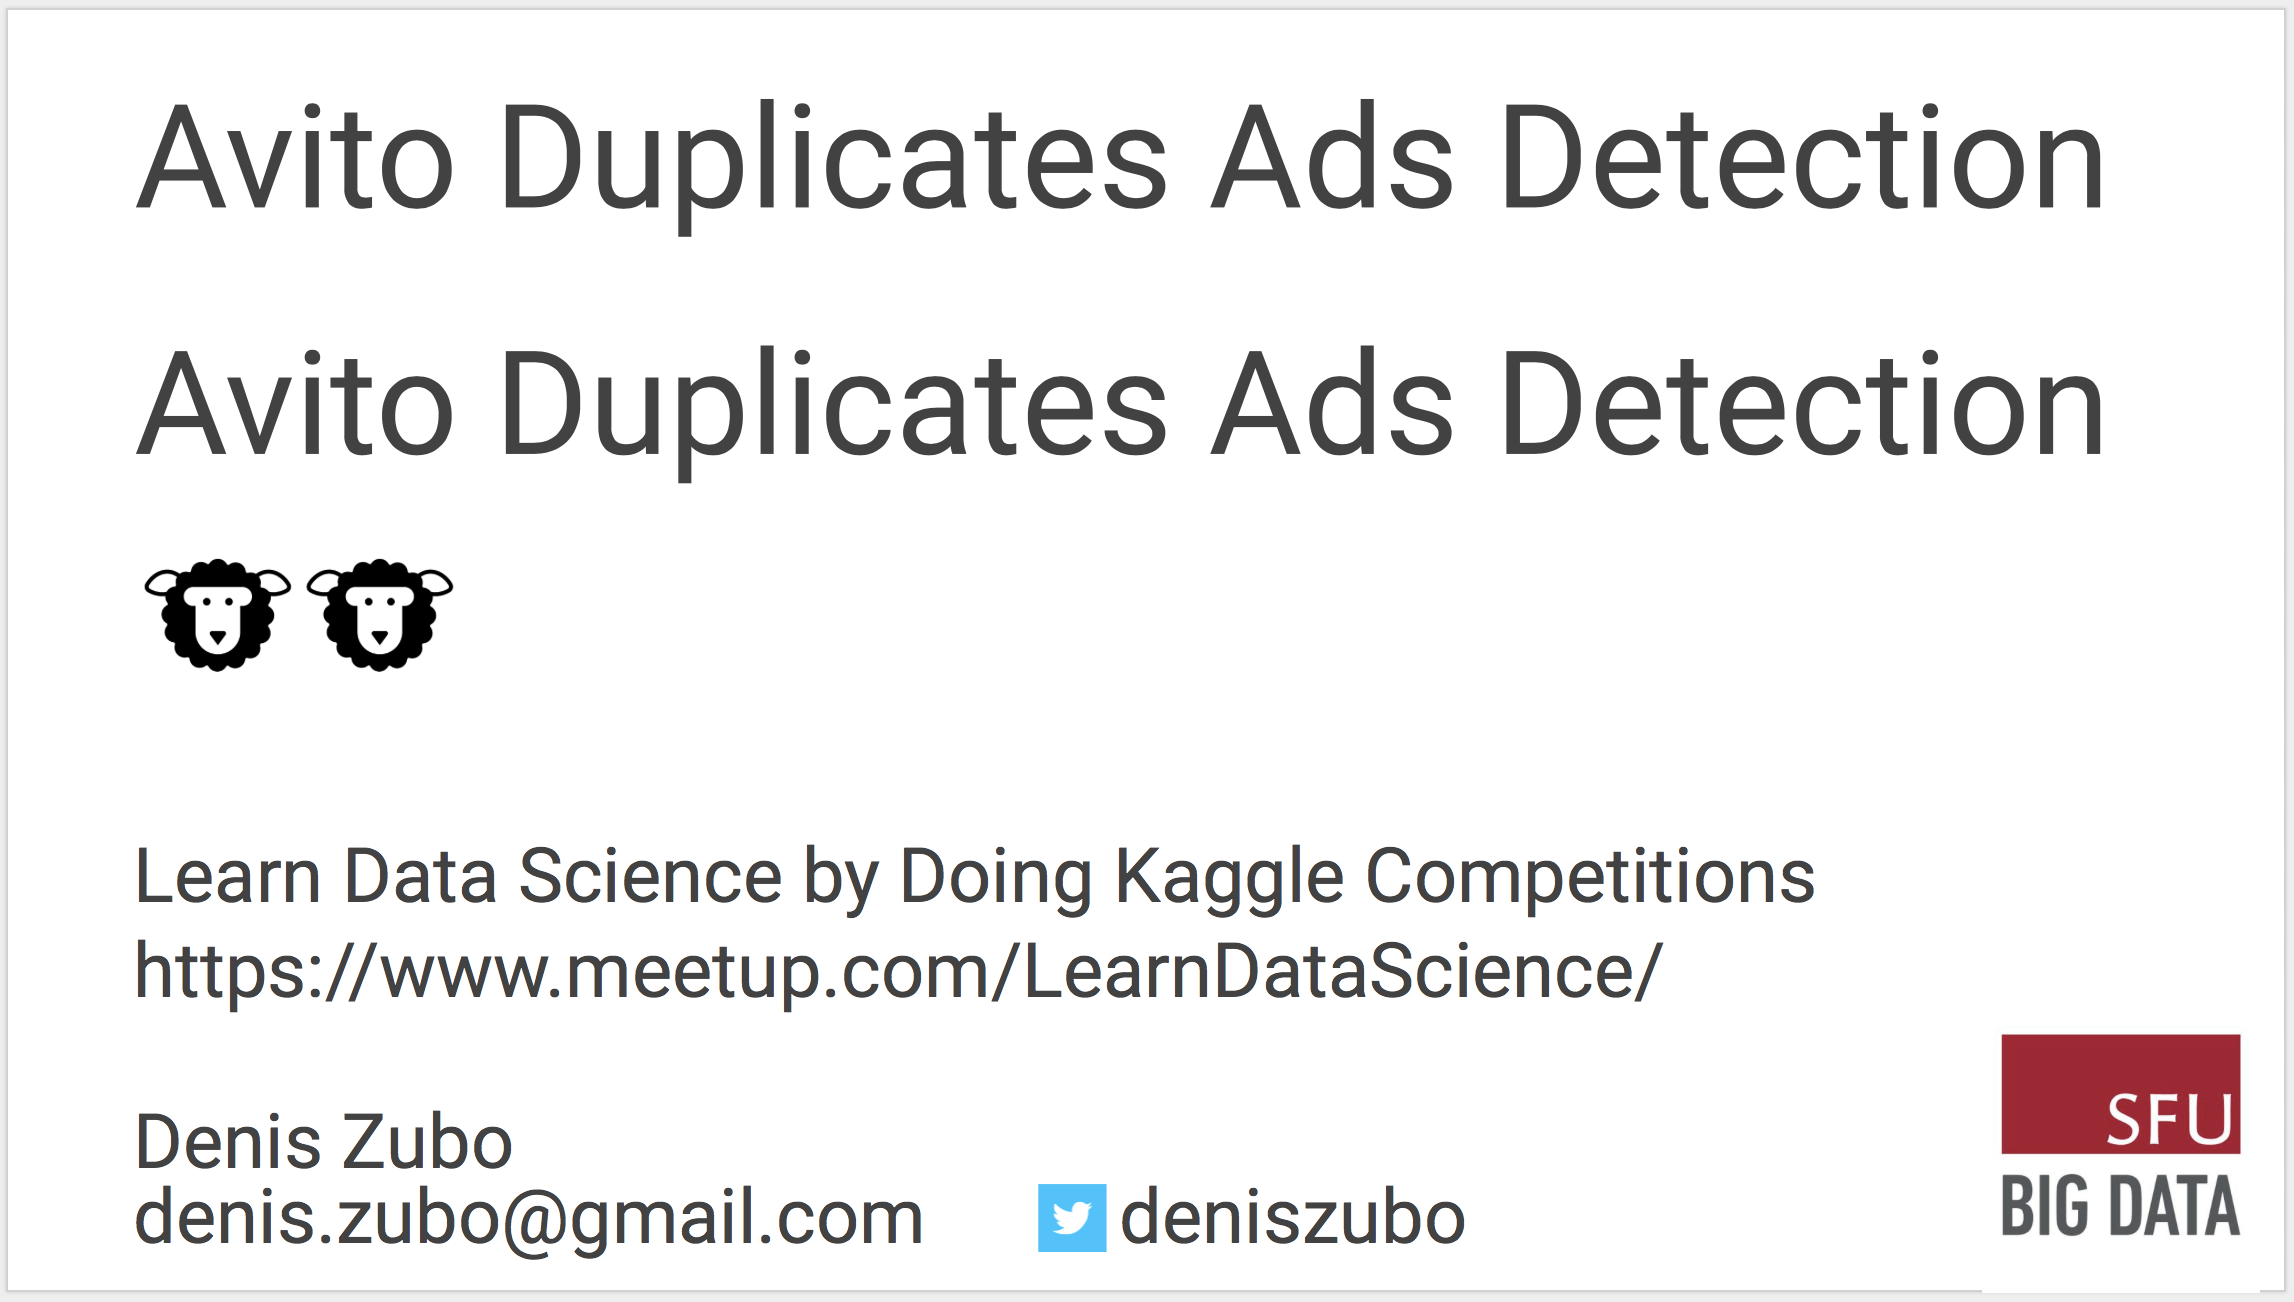 Avito Duplicates Ads Detection
Avito Duplicates Ads Detection
Learn Data Science by Doing Kaggle Competitions
https://www.meetup.com/LearnDataScience/
Denis Zubo
denis.zubo@gmail.com deniszubo
SFU
BIG DATA